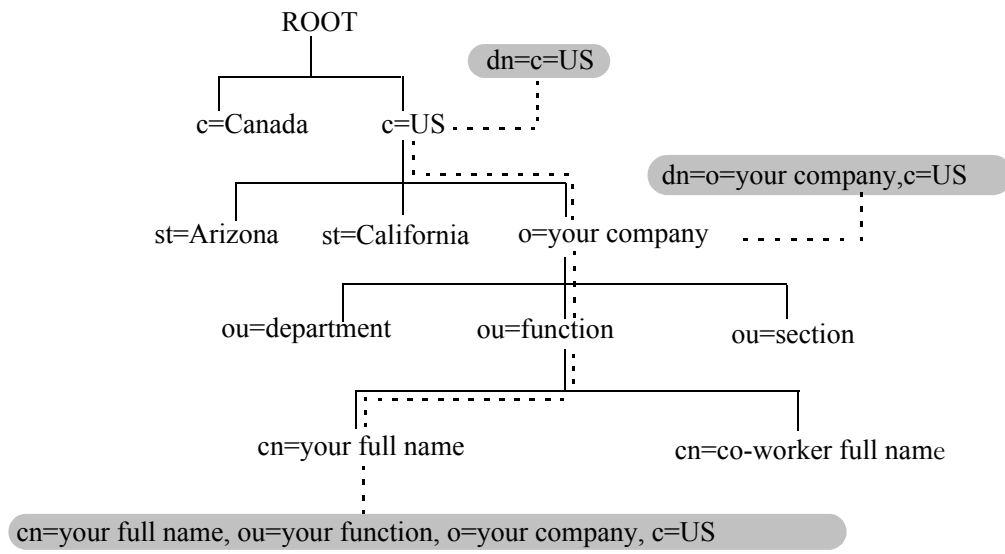 ROOT
dn=c=US
c=Canada
c=US
dn=o=your company,c=US
st=Arizona
st=California
o=your company
ou=department
ou=function
ou=section
cn=your full name
cn=co-worker full name
cn=your full name, ou=your function, o=your company, c=US